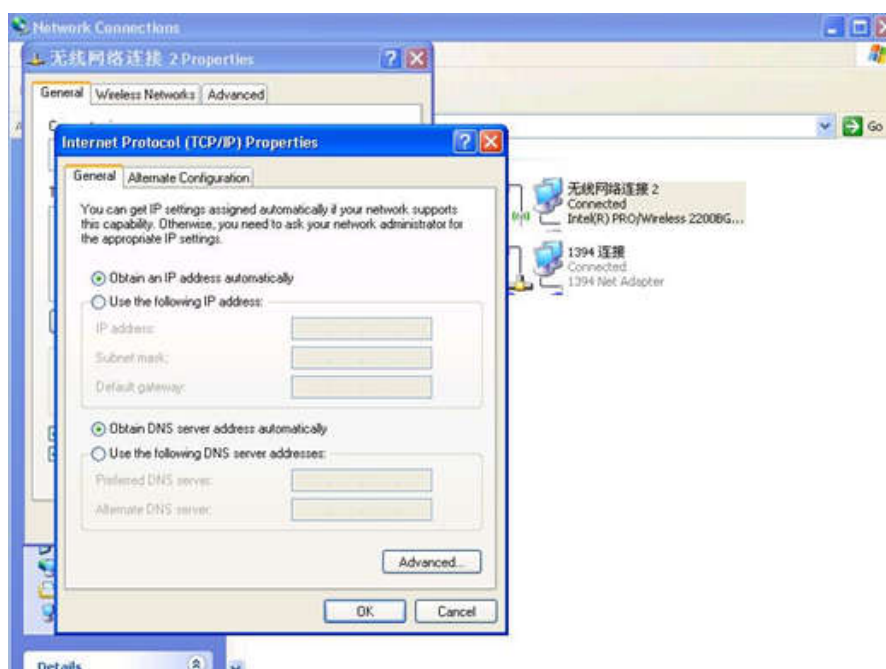 Network Connections
无线网络连接 2 Properties
General Wireless Networks Advanced
Go
Internet Protocol (TCP/IP) Properties
General Alternate Configuration
You can get IP settings assigned automatically if your network supports
this capability. Otherwise, you need to ask your network administrator for
the appropriate IP settings.
Obtain an IP address automatically
Use the following IP address:
IP address:
Subnet mask:
Default gateway:
Obtain DNS server address automatically
Use the following DNS server addresses:
Preferred DNS server:
Alternate DNS server:
Advanced...
OK Cancel
无线网络连接 2
Connected
Intel(R) PRO/Wireless 2200BG...
1394 连接
Connected
1394 Net Adapter
Details